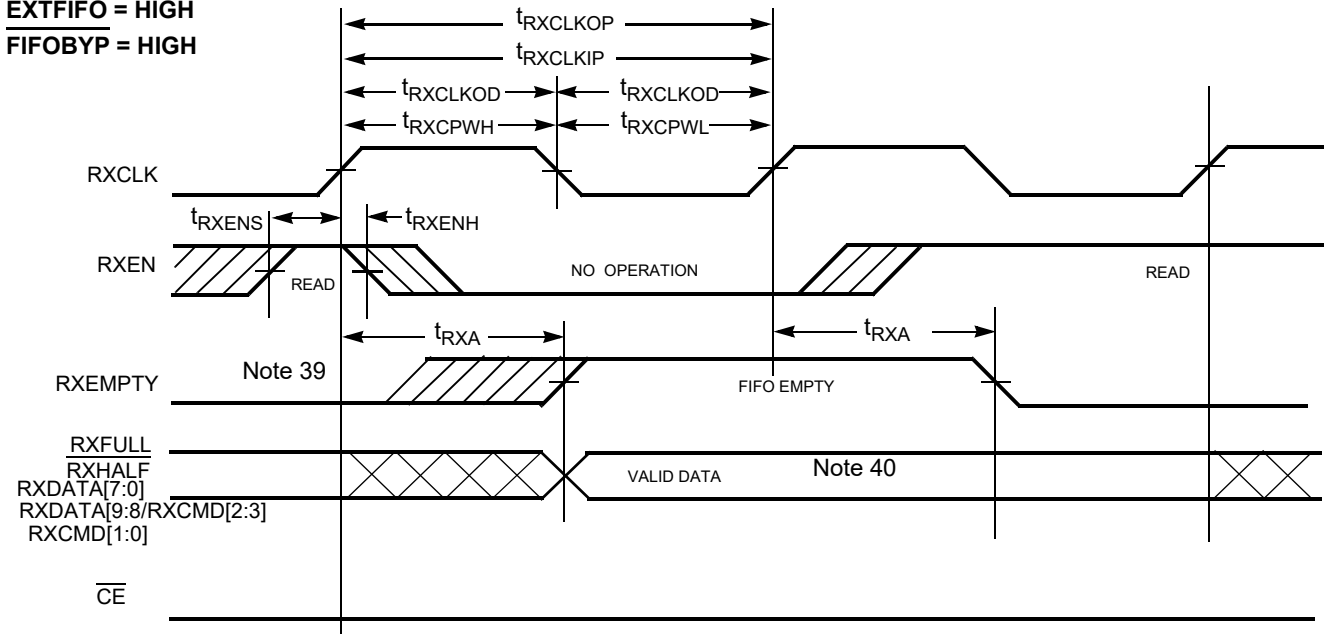 EXTFIFO = HIGH
FIFOBYP = HIGH
tRXCLKOP
tRXCLKIP
tRXCLKOD tRXCLKOD
tRXCPWH tRXCPWL
RXCLK
tRXENS tRXENH
RXEN
READ
NO OPERATION
READ
tRXA tRXA
RXEMPTY
Note 39
FIFO EMPTY
RXFULL
RXHALF
RXDATA[7:0]
RXDATA[9:8/RXCMD[2:3]
RXCMD[1:0]
VALID DATA
Note 40
CE